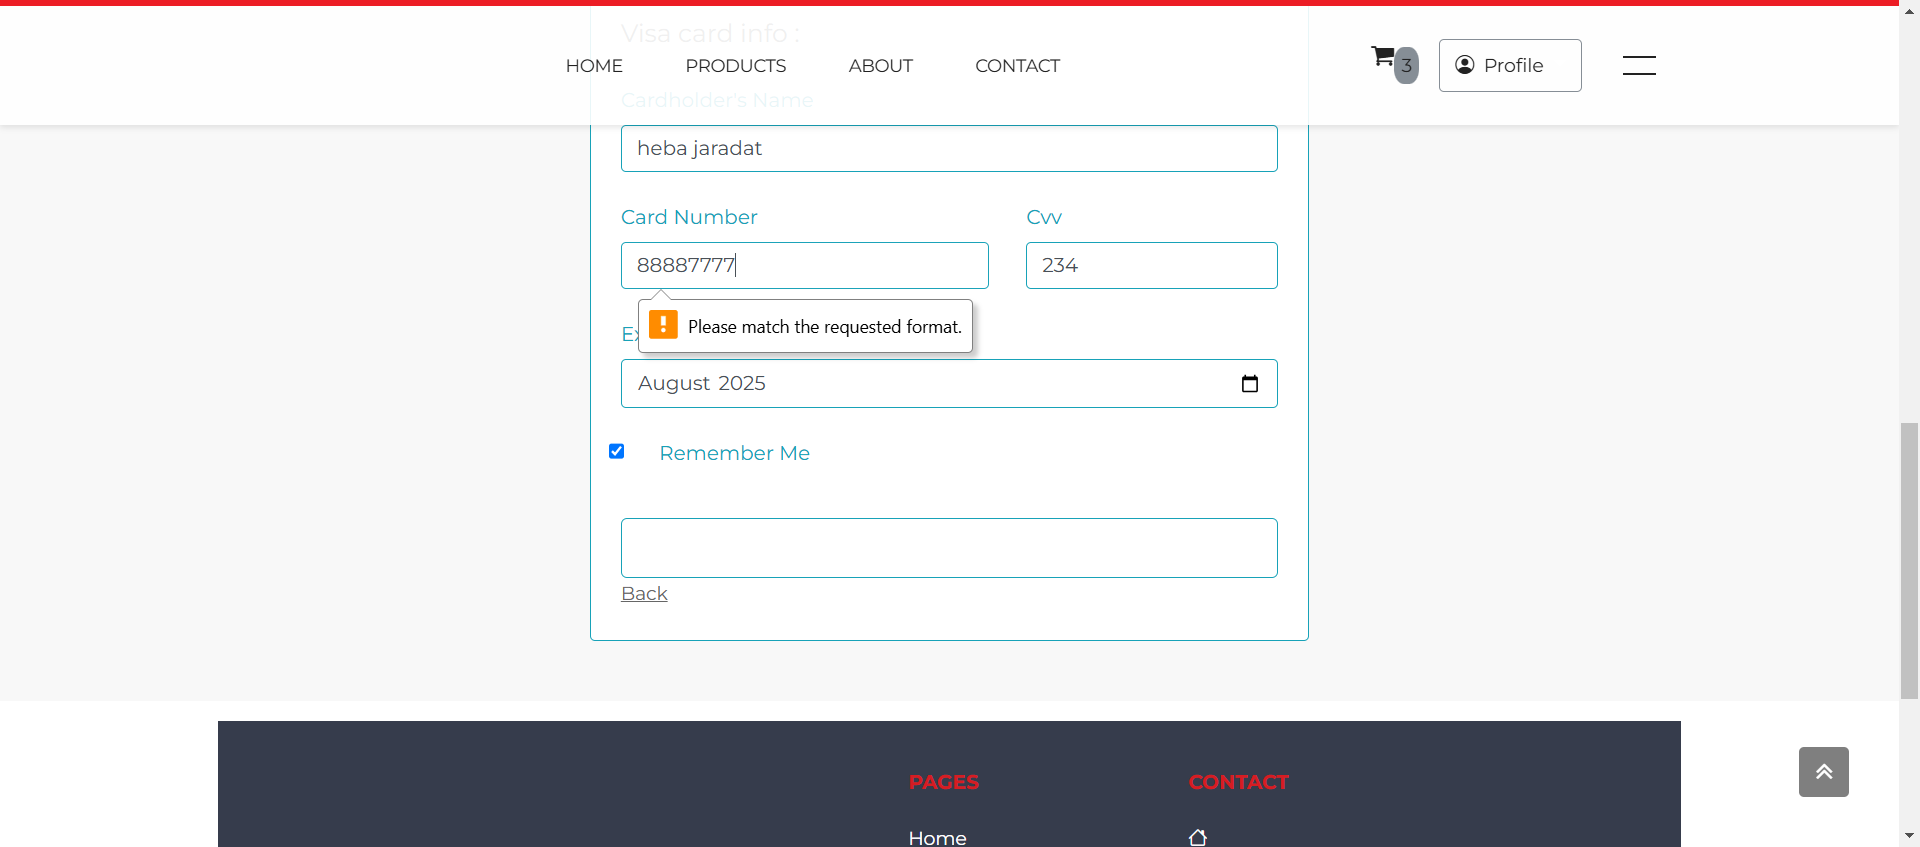 Visa card info :
HOME PRODUCTS ABOUT CONTACT 3 Profile
Cardholder's Name
heba jaradat
Card Number Cvv
88887777 234
Please match the requested format.
Ex
August 2025
Remember Me
Back
PAGES CONTACT
Home